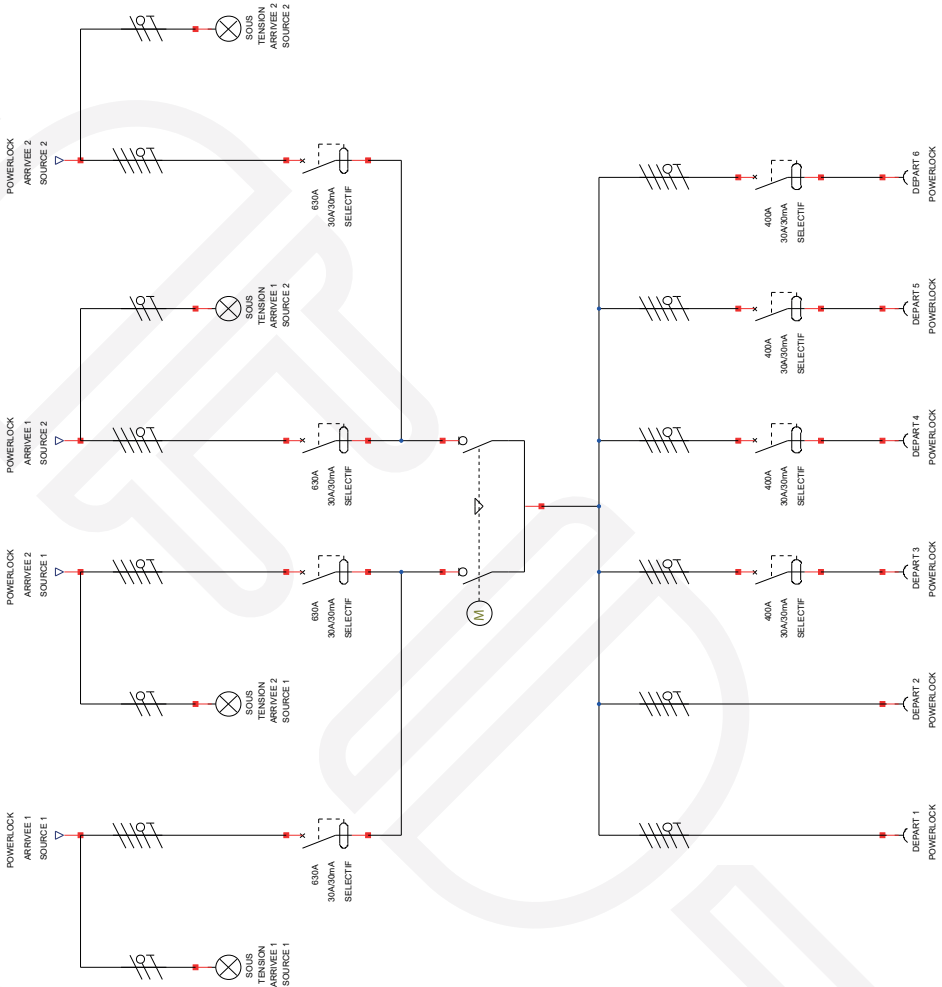 POWERLOCK
ARRIVEE 1
SOURCE 1
POWERLOCK
ARRIVEE 2
SOURCE 1
POWERLOCK
ARRIVEE 1
SOURCE 2
POWERLOCK
ARRIVEE 2
SOURCE 2
SOUS
TENSION
ARRIVEE 1
SOURCE 1
SOUS
TENSION
ARRIVEE 2
SOURCE 1
SOUS
TENSION
ARRIVEE 1
SOURCE 2
SOUS
TENSION
ARRIVEE 2
SOURCE 2
630A
30A/30mA
SELECTIF
630A
30A/30mA
SELECTIF
630A
30A/30mA
SELECTIF
630A
30A/30mA
SELECTIF
M
400A
30A/30mA
SELECTIF
400A
30A/30mA
SELECTIF
400A
30A/30mA
SELECTIF
400A
30A/30mA
SELECTIF
DEPART 1
POWERLOCK
DEPART 2
POWERLOCK
DEPART 3
POWERLOCK
DEPART 4
POWERLOCK
DEPART 5
POWERLOCK
DEPART 6
POWERLOCK